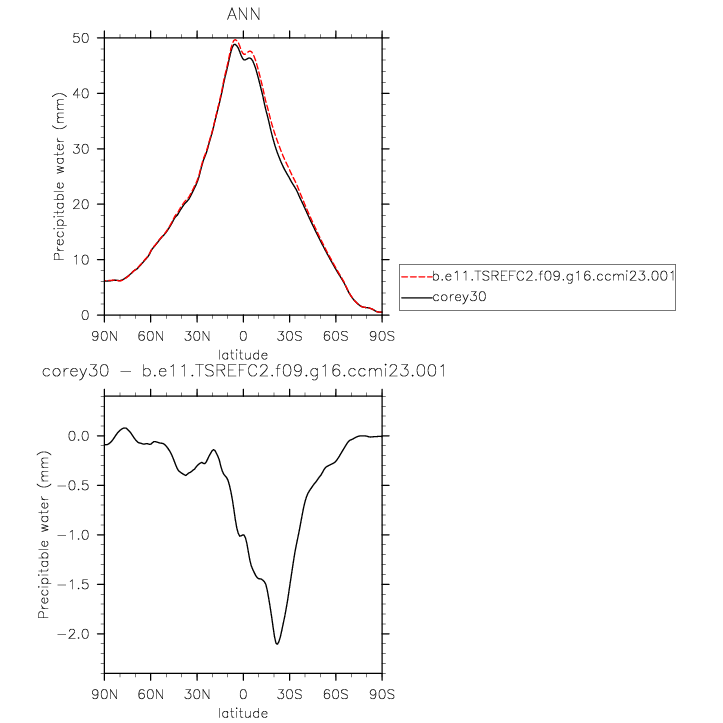 ANN
Precipitable water (mm)
50
40
30
20
10
0
90N 60N 30N 0 30S 60S 90S
latitude
b.e11.TSREFC2.f09.g16.ccmi23.001
corey30
corey30 − b.e11.TSREFC2.f09.g16.ccmi23.001
Precipitable water (mm)
0.0
−0.5
−1.0
−1.5
−2.0
90N 60N 30N 0 30S 60S 90S
latitude